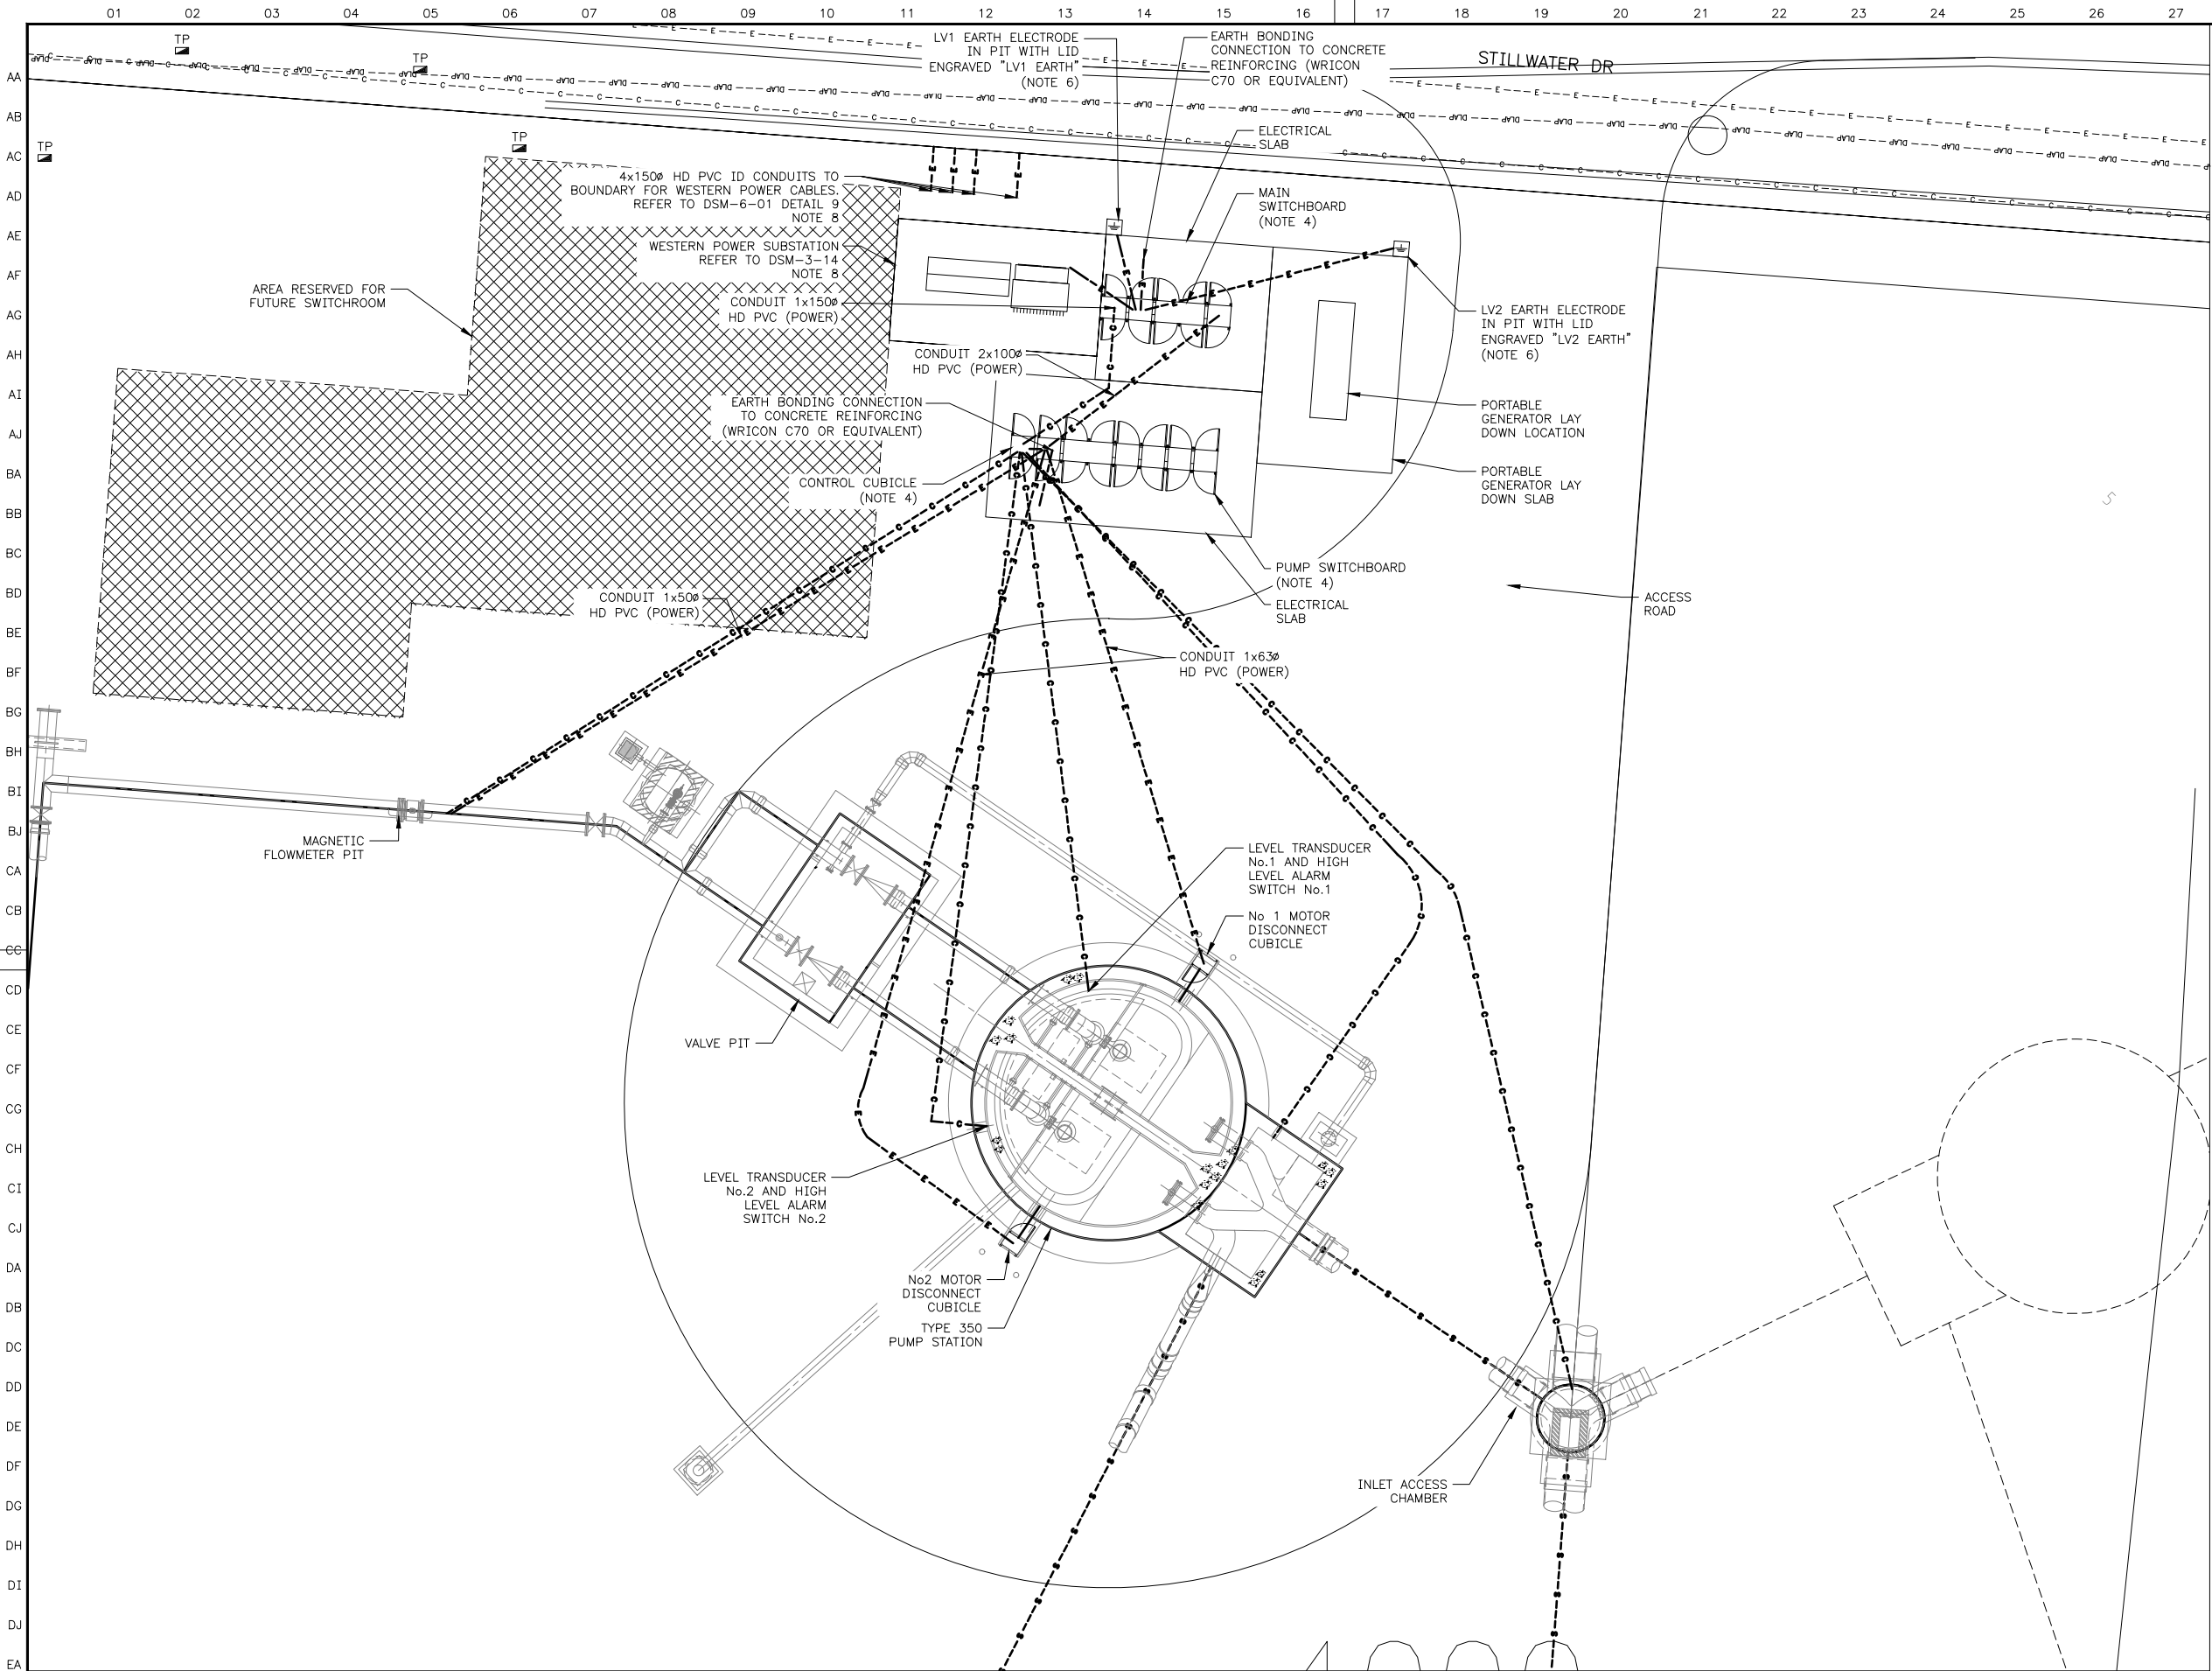 01 02 03 04 05 06 07 08 09 10 11 12 13 14 15 16 17 18 19 20 21 22 23 24 25 26 27
AA
AB
AC
AD
AE
AF
AG
AH
AI
AJ
BA
BB
BC
BD
BE
BF
BG
BH
BI
BJ
CA
CB
CC
CD
CE
CF
CG
CH
CI
CJ
DA
DB
DC
DD
DE
DF
DG
DH
DI
DJ
EA
TP
TP
TP
TP
STILLWATER DR
LV1 EARTH ELECTRODE
IN PIT WITH LID
ENGRAVED "LV1 EARTH"
(NOTE 6)
EARTH BONDING
CONNECTION TO CONCRETE
REINFORCING (WRICON
C70 OR EQUIVALENT)
ELECTRICAL
SLAB
4x150ø HD PVC ID CONDUITS TO
BOUNDARY FOR WESTERN POWER CABLES.
REFER TO DSM-6-01 DETAIL 9
NOTE 8
MAIN
SWITCHBOARD
(NOTE 4)
WESTERN POWER SUBSTATION
REFER TO DSM-3-14
NOTE 8
AREA RESERVED FOR
FUTURE SWITCHROOM
CONDUIT 1x150ø
HD PVC (POWER)
LV2 EARTH ELECTRODE
IN PIT WITH LID
ENGRAVED "LV2 EARTH"
(NOTE 6)
CONDUIT 2x100ø
HD PVC (POWER)
EARTH BONDING CONNECTION
TO CONCRETE REINFORCING
(WRICON C70 OR EQUIVALENT)
PORTABLE
GENERATOR LAY
DOWN LOCATION
CONTROL CUBICLE
(NOTE 4)
PORTABLE
GENERATOR LAY
DOWN SLAB
5
PUMP SWITCHBOARD
(NOTE 4)
ELECTRICAL
SLAB
CONDUIT 1x50ø
HD PVC (POWER)
ACCESS
ROAD
CONDUIT 1x63ø
HD PVC (POWER)
MAGNETIC
FLOWMETER PIT
LEVEL TRANSDUCER
No.1 AND HIGH
LEVEL ALARM
SWITCH No.1
No 1 MOTOR
DISCONNECT
CUBICLE
VALVE PIT
LEVEL TRANSDUCER
No.2 AND HIGH
LEVEL ALARM
SWITCH No.2
No2 MOTOR
DISCONNECT
CUBICLE
TYPE 350
PUMP STATION
INLET ACCESS
CHAMBER